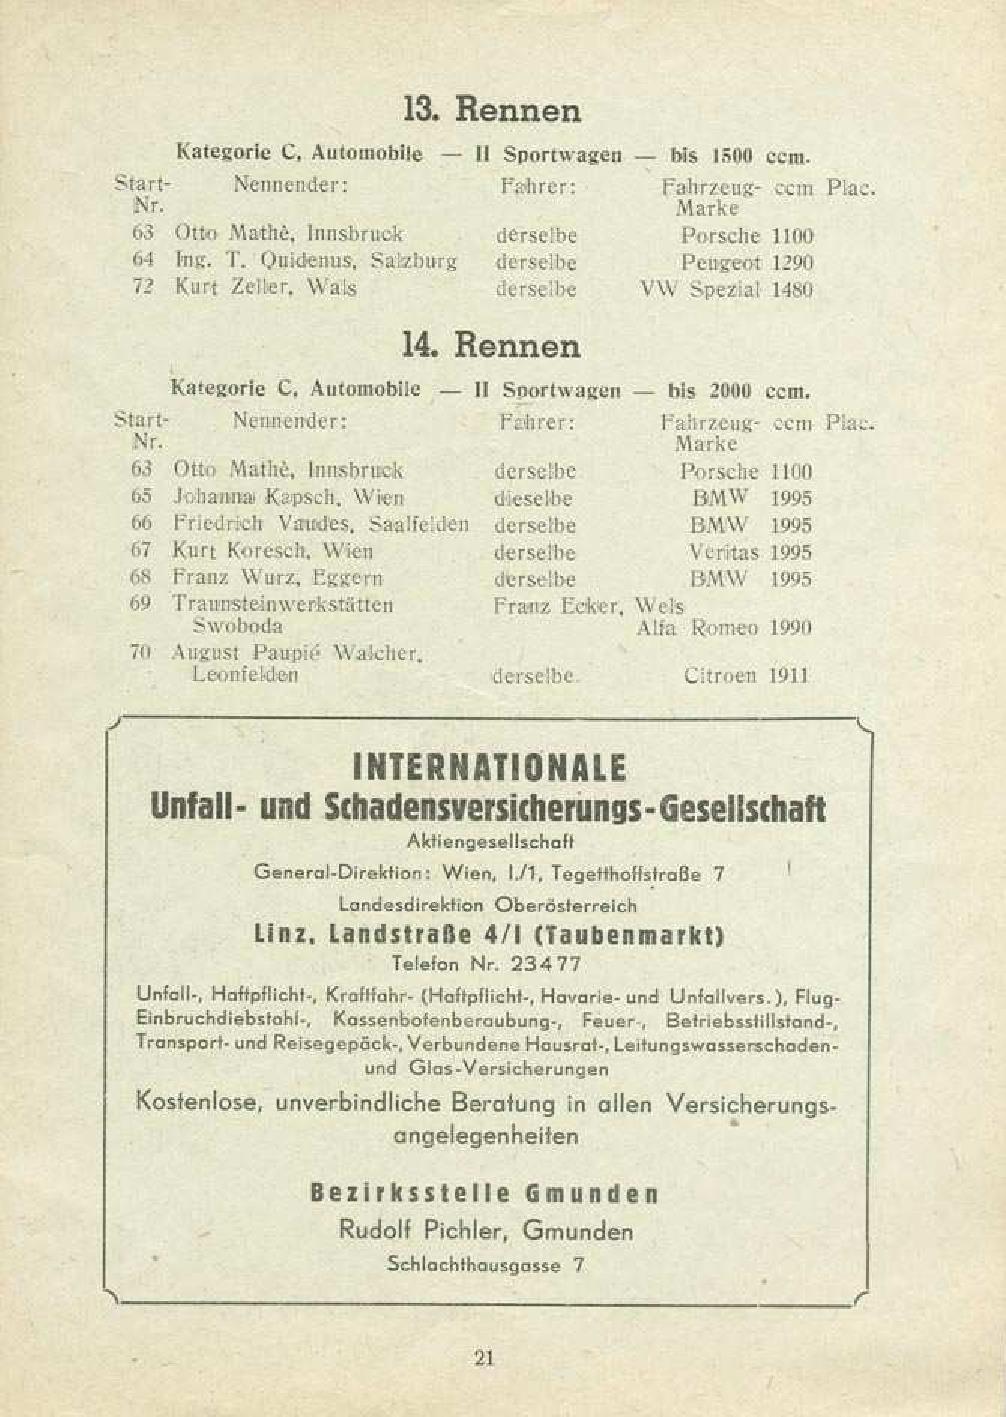 13. Rennen
Kategorie C, Automobile — II Sportwagen — bis 1500 ccm.
Start- Nennender: Fahrer: Fahrzeug- ccm Plac.
Nr. Marke
63 Otto Mathè, Innsbruck derselbe Porsche 1100
64 Ing. T. Quidenus, Salzburg derselbe Peugeot 1290
72 Kurt Zeller, Wals derselbe VW Spezial 1480
14. Rennen
Kategorie C, Automobile — II Sportwagen — bis 2000 ccm.
Start- Nennender: Fahrer: Fahrzeug- ccm Plac.
Nr. Marke
63 Otto Mathè, Innsbruck derselbe Porsche 1100
65 Johanna Kapsch, Wien dieselbe BMW 1995
66 Friedrich Vaudes, Saalfelden derselbe BMW 1995
67 Kurt Koresch, Wien derselbe Veritas 1995
68 Franz Wurz, Eggern derselbe BMW 1995
69 Traunsteinwerkstätten Franz Ecker, Wels
Swoboda Alfa Romeo 1990
70 August Paupié Walcher,
Leonfelden derselbe. Citroen 1911
INTERNATIONALE
Unfall- und Schadensversicherungs-Gesellschaft
Aktiengesellschaft
General-Direktion: Wien, I./1, Tegetthoffstraße 7
Landesdirektion Oberösterreich
Linz, Landstraße 4/I (Taubenmarkt)
Telefon Nr. 23477
Unfall-, Haftpflicht-, Kraftfahr- (Haftpflicht-, Havarie- und Unfallvers.), Flug-
Einbruchdiebstahl-, Kassenbotenberaubung-, Feuer-, Betriebsstillstand-,
Transport- und Reisegepäck-, Verbundene Hausrat-, Leitungswasserschaden-
und Glas-Versicherungen
Kostenlose, unverbindliche Beratung in allen Versicherungs-
angelegenheiten
Bezirksstelle Gmunden
Rudolf Pichler, Gmunden
Schlachthausgasse 7
21